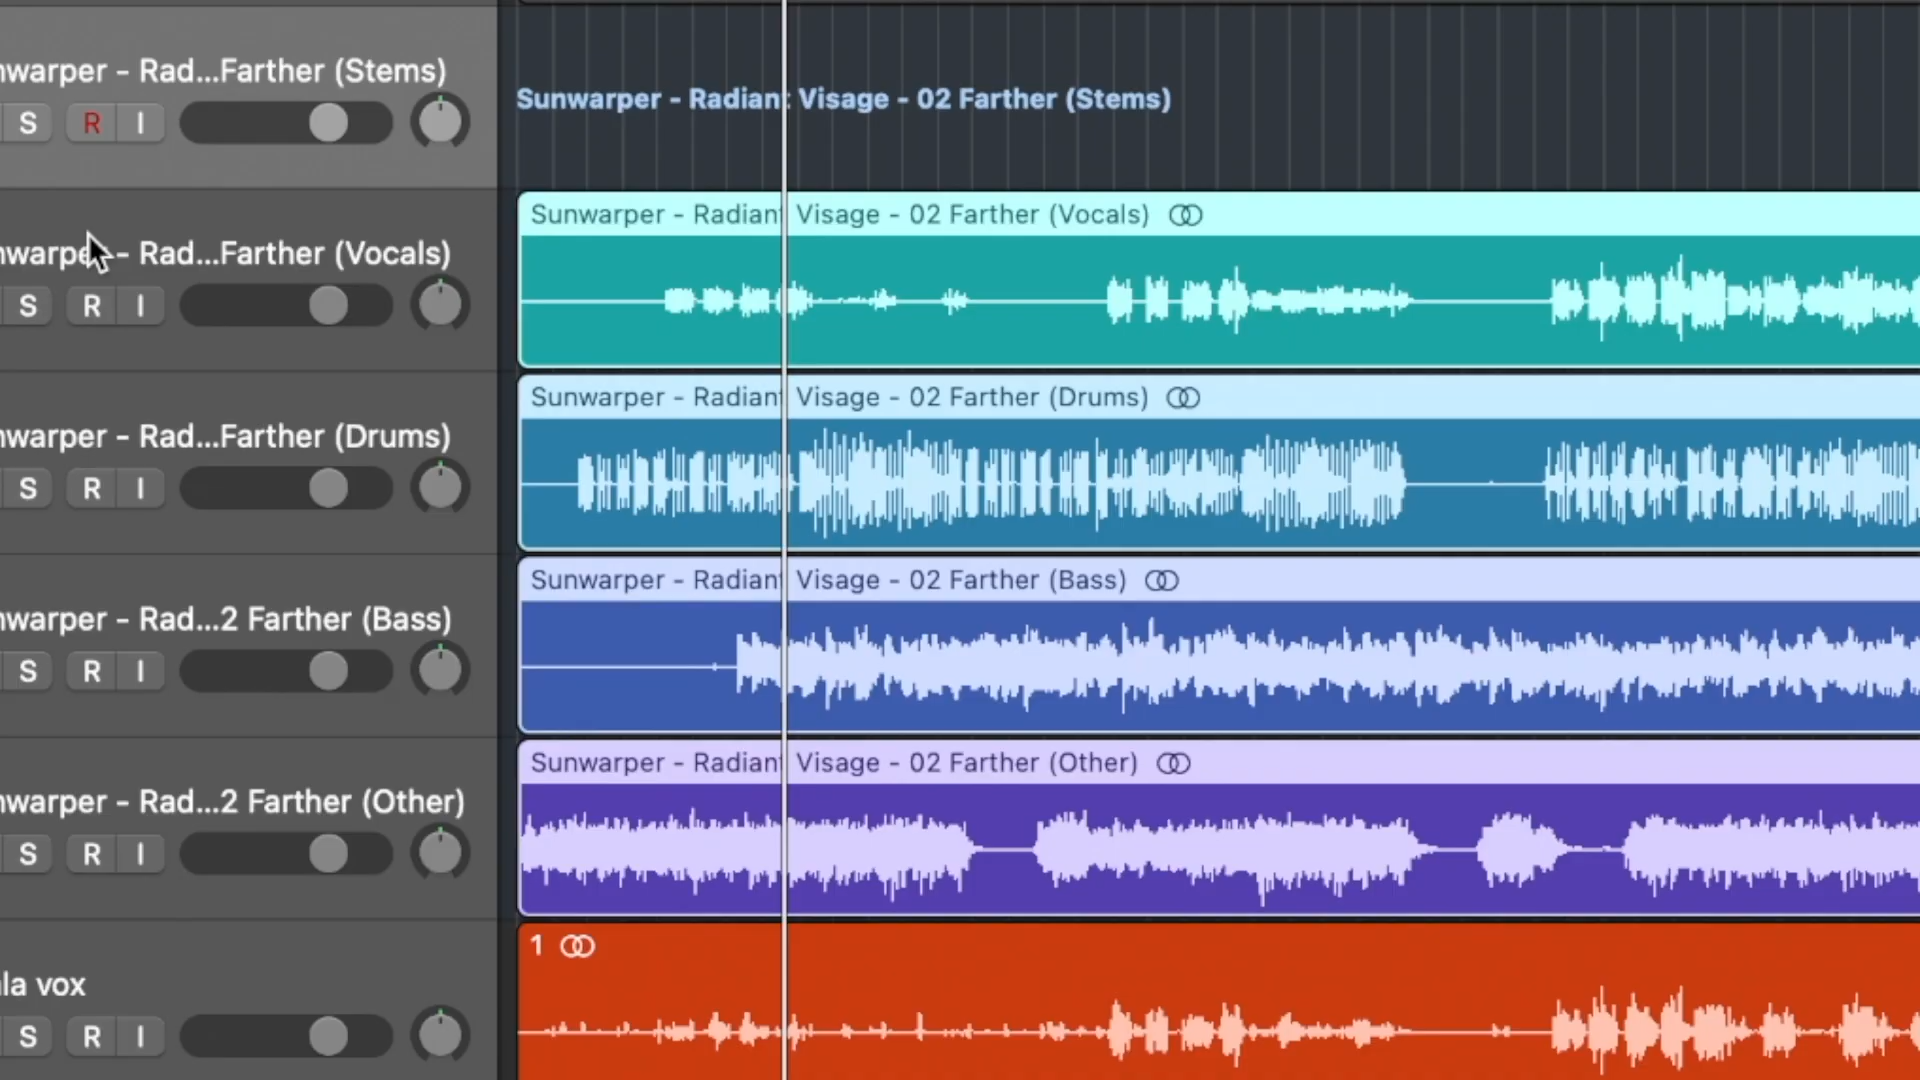 nwarper - Rad...Farther (Stems)
S R I
Sunwarper - Radiant Visage - 02 Farther (Stems)
nwarper - Rad...Farther (Vocals)
S R I
Sunwarper - Radiant Visage - 02 Farther (Vocals)
nwarper - Rad...Farther (Drums)
S R I
Sunwarper - Radiant Visage - 02 Farther (Drums)
nwarper - Rad...2 Farther (Bass)
S R I
Sunwarper - Radiant Visage - 02 Farther (Bass)
nwarper - Rad...2 Farther (Other)
S R I
Sunwarper - Radiant Visage - 02 Farther (Other)
la vox
S R I
1